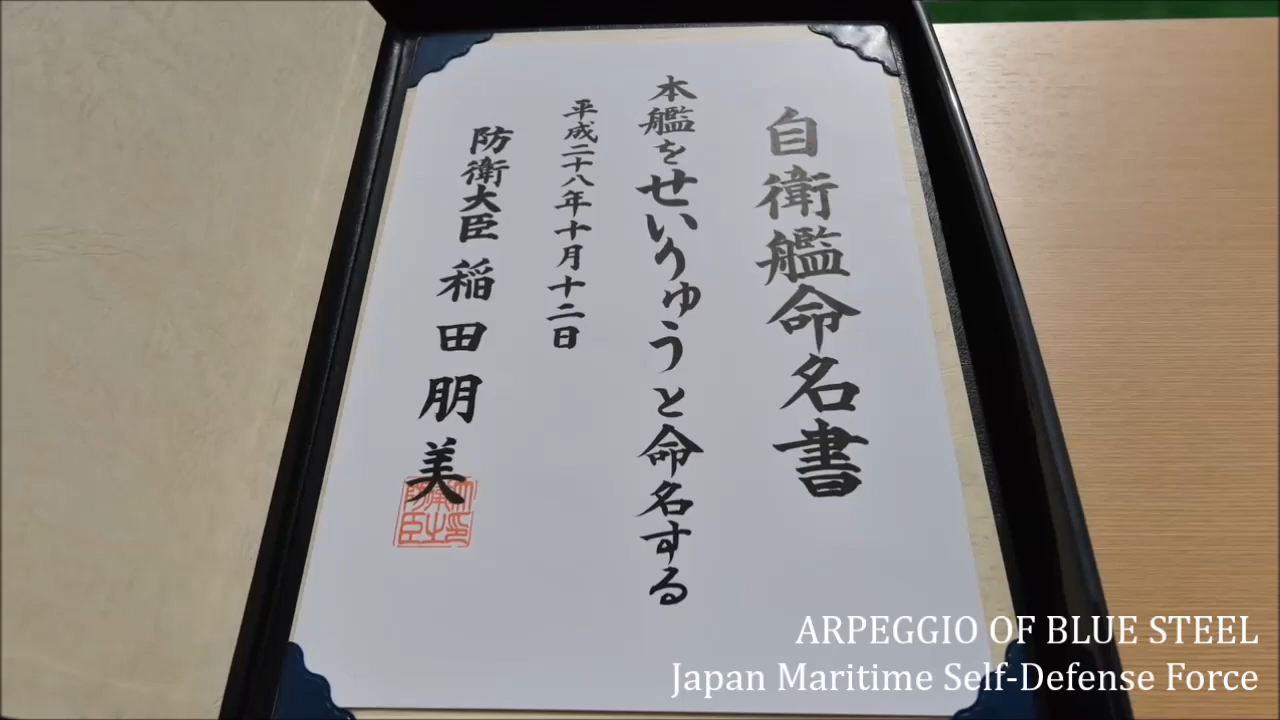 自衛艦命名書
本艦をせいりゅうと命名する
平成二十八年十月十二日
防衛大臣 稲田朋美
ARPEGGIO OF BLUE STEEL
Japan Maritime Self-Defense Force